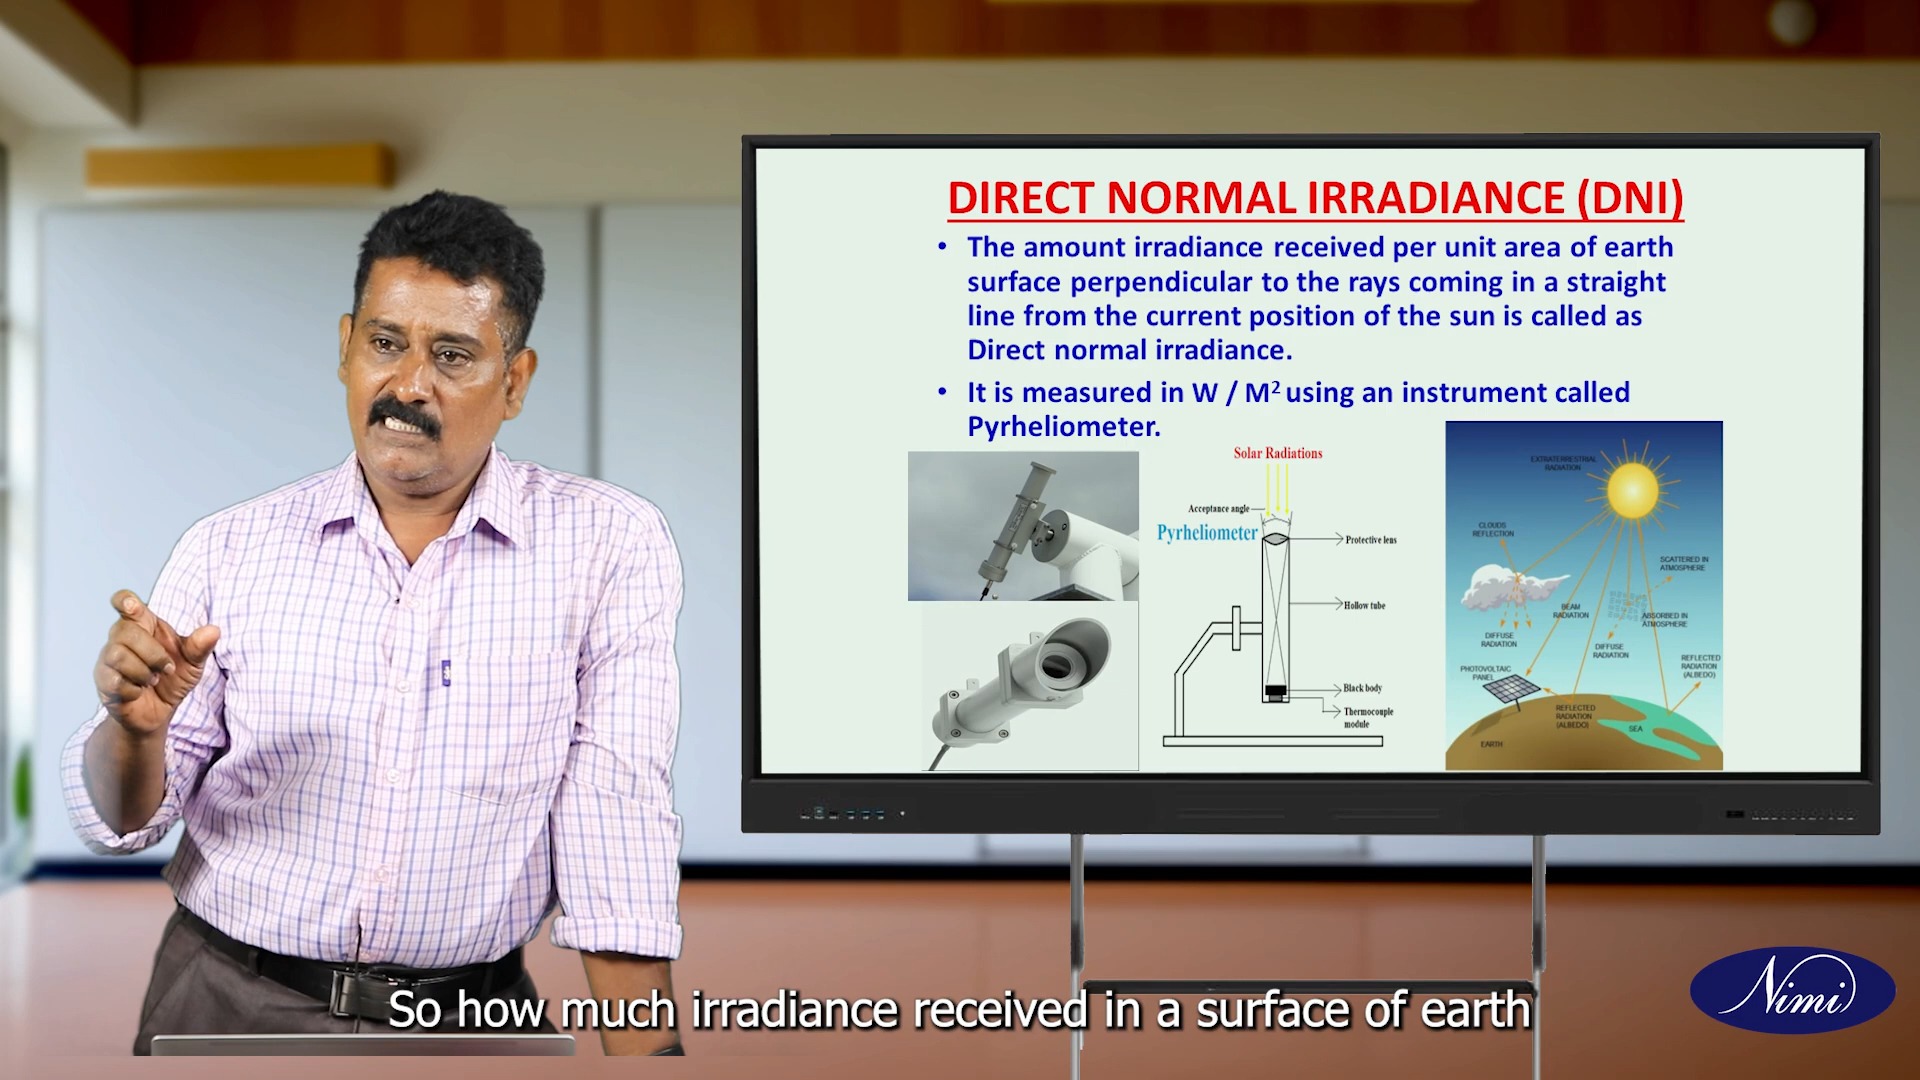 DIRECT NORMAL IRRADIANCE (DNI)
• The amount irradiance received per unit area of earth
surface perpendicular to the rays coming in a straight
line from the current position of the sun is called as
Direct normal irradiance.
• It is measured in W / M² using an instrument called
Pyrheliometer.
Solar Radiations
Acceptance angle
Pyrheliometer
Protective lens
Hollow tube
Black body
Thermocouple
module
EXTRATERRESTRIAL
RADIATION
CLOUDS
REFLECTION
SCATTERED IN
ATMOSPHERE
BEAM
RADIATION
ABSORBED IN
ATMOSPHERE
DIFFUSE
RADIATION
DIFFUSE
RADIATION
PHOTOVOLTAIC
PANEL
REFLECTED
RADIATION
(ALBEDO)
REFLECTED
RADIATION
(ALBEDO)
SEA
EARTH
So how much irradiance received in a surface of earth
Nimi